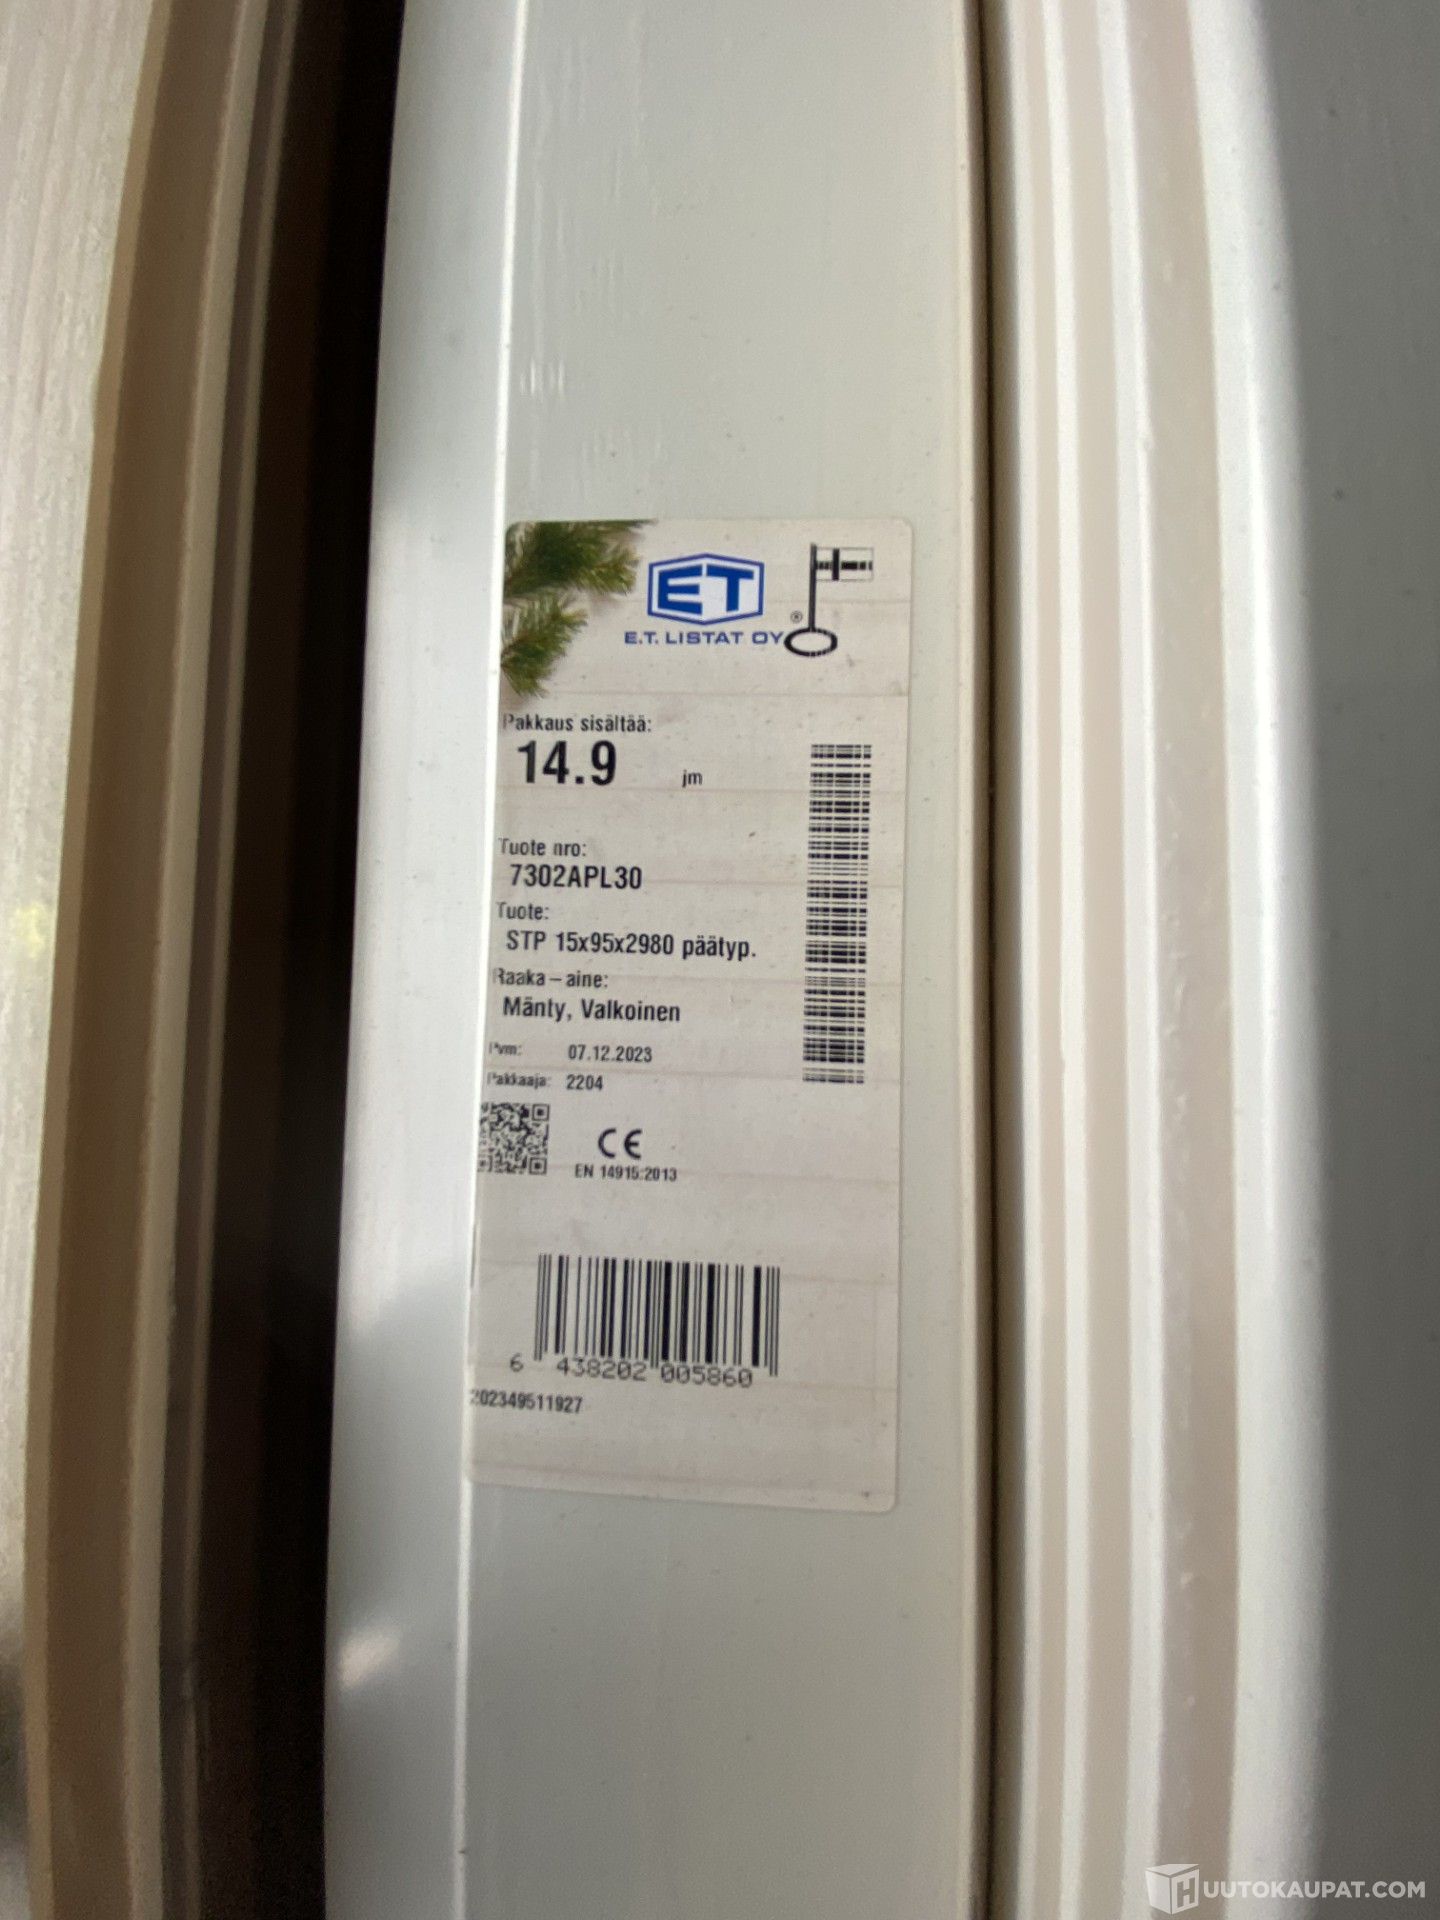 ET
E.T. LISTAT OY ®
Pakkaus sisältää:
14.9 jm
Tuote nro:
7302APL30
Tuote:
STP 15x95x2980 päätyp.
Raaka – aine:
Mänty, Valkoinen
Pvm: 07.12.2023
Pakkaaja: 2204
CE
EN 14915:2013
6 438202 005860
202349511927
HUUTOKAUPAT.COM